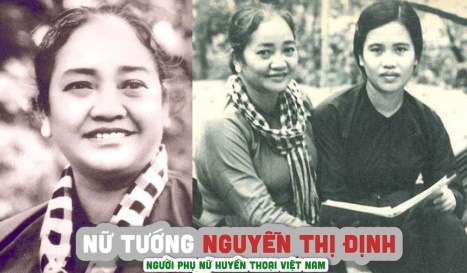 NỮ TƯỚNG NGUYỄN THỊ ĐỊNH
NGƯỜI PHỤ NỮ HUYỀN THOẠI VIỆT NAM